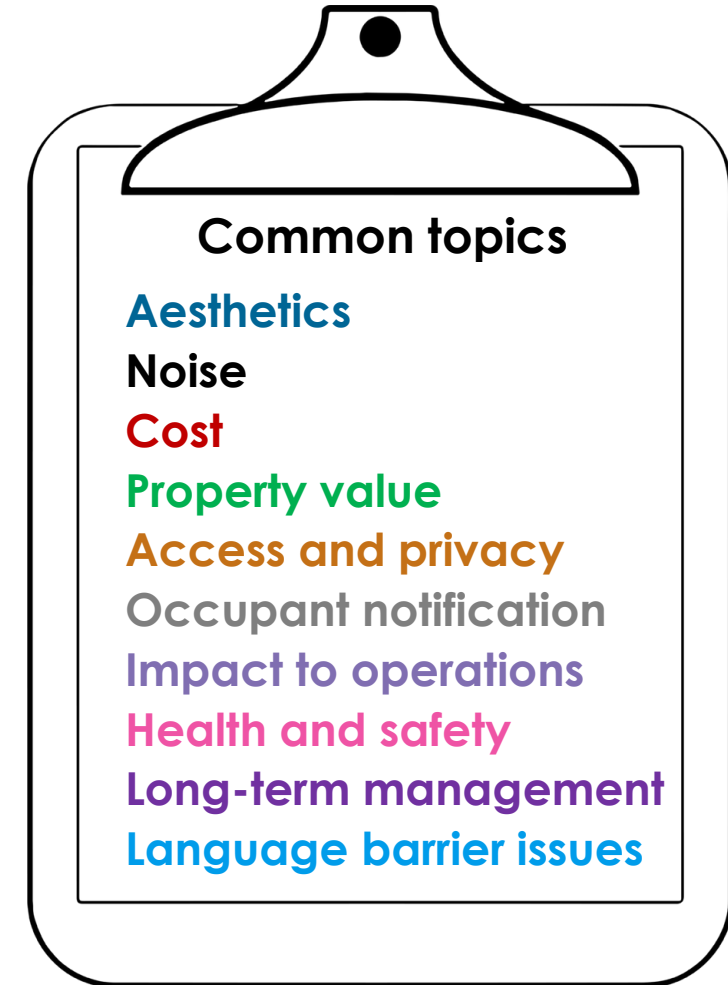 Common topics
Aesthetics
Noise
Cost
Property value
Access and privacy
Occupant notification
Impact to operations
Health and safety
Long-term management
Language barrier issues